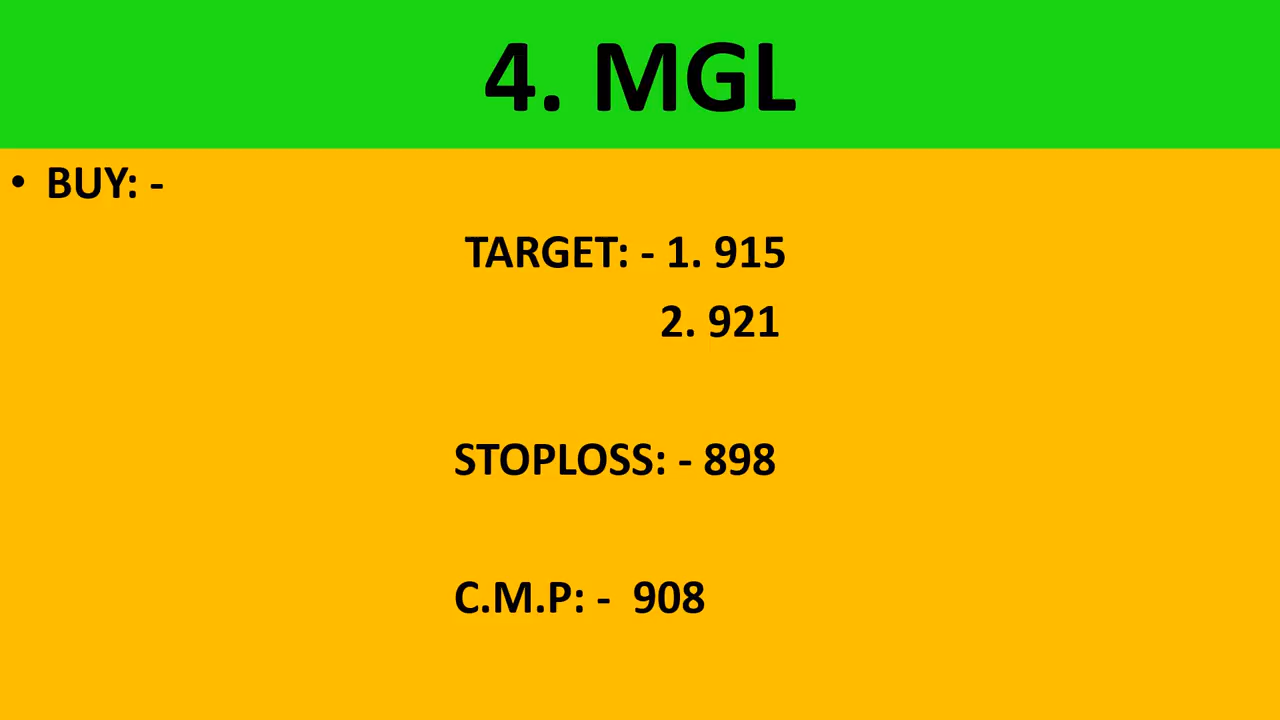 4. MGL
• BUY: -
TARGET: - 1. 915
2. 921
STOPLOSS: - 898
C.M.P: - 908